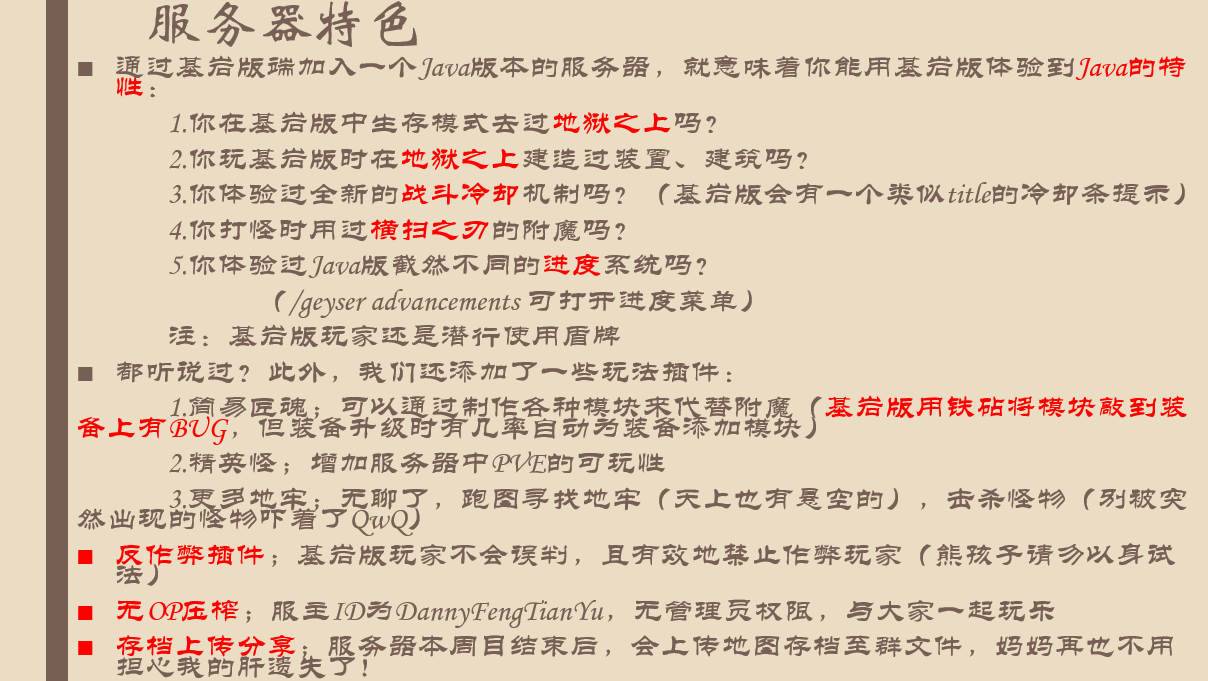 服务器特色
■ 通过基岩版端加入一个Java版本的服务器，就意味着你能用基岩版体验到Java的特
性：
1.你在基岩版中生存模式去过地狱之上吗？
2.你玩基岩版时在地狱之上建造过装置、建筑吗？
3.你体验过全新的战斗冷却机制吗？（基岩版会有一个类似title的冷却条提示）
4.你打怪时用过横扫之刃的附魔吗？
5.你体验过Java版截然不同的进度系统吗？
（/geyser advancements 可打开进度菜单）
注：基岩版玩家还是潜行使用盾牌
■ 都听说过？此外，我们还添加了一些玩法插件：
1.简易匠魂；可以通过制作各种模块来代替附魔（基岩版用铁砧将模块敲到装
备上有BUG，但装备升级时有几率自动为装备添加模块）
2.精英怪；增加服务器中PVE的可玩性
3.更多地牢；无聊了，跑图寻找地牢（天上也有悬空的），击杀怪物（别被突
然出现的怪物吓着了QwQ）
■ 反作弊插件；基岩版玩家不会误判，且有效地禁止作弊玩家（熊孩子请勿以身试
法）
■ 无OP压榨；服主ID为DannyFengTianYu，无管理员权限，与大家一起玩乐
■ 存档上传分享；服务器本周目结束后，会上传地图存档至群文件，妈妈再也不用
担心我的肝遗失了！